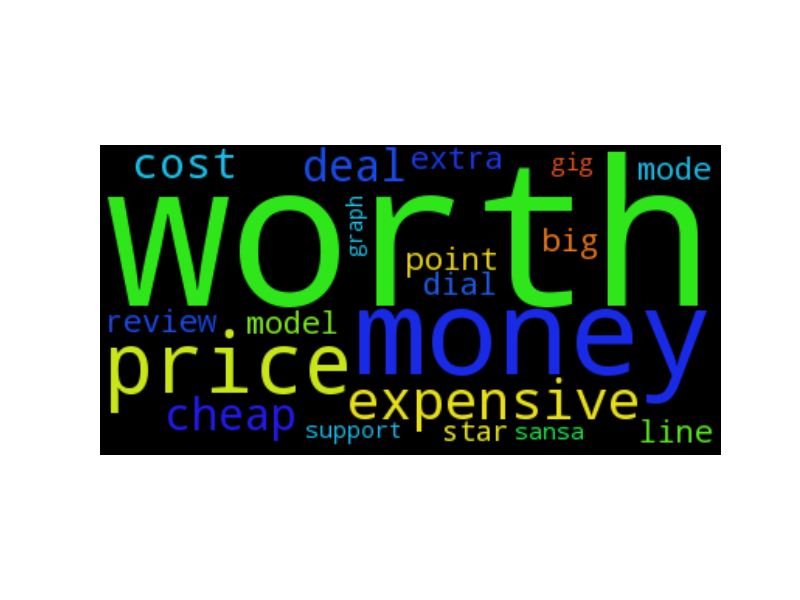 cost
deal
extra
gig
mode
worth
graph
big
point
dial
review
model
money
price
expensive
cheap
support
star
sansa
line